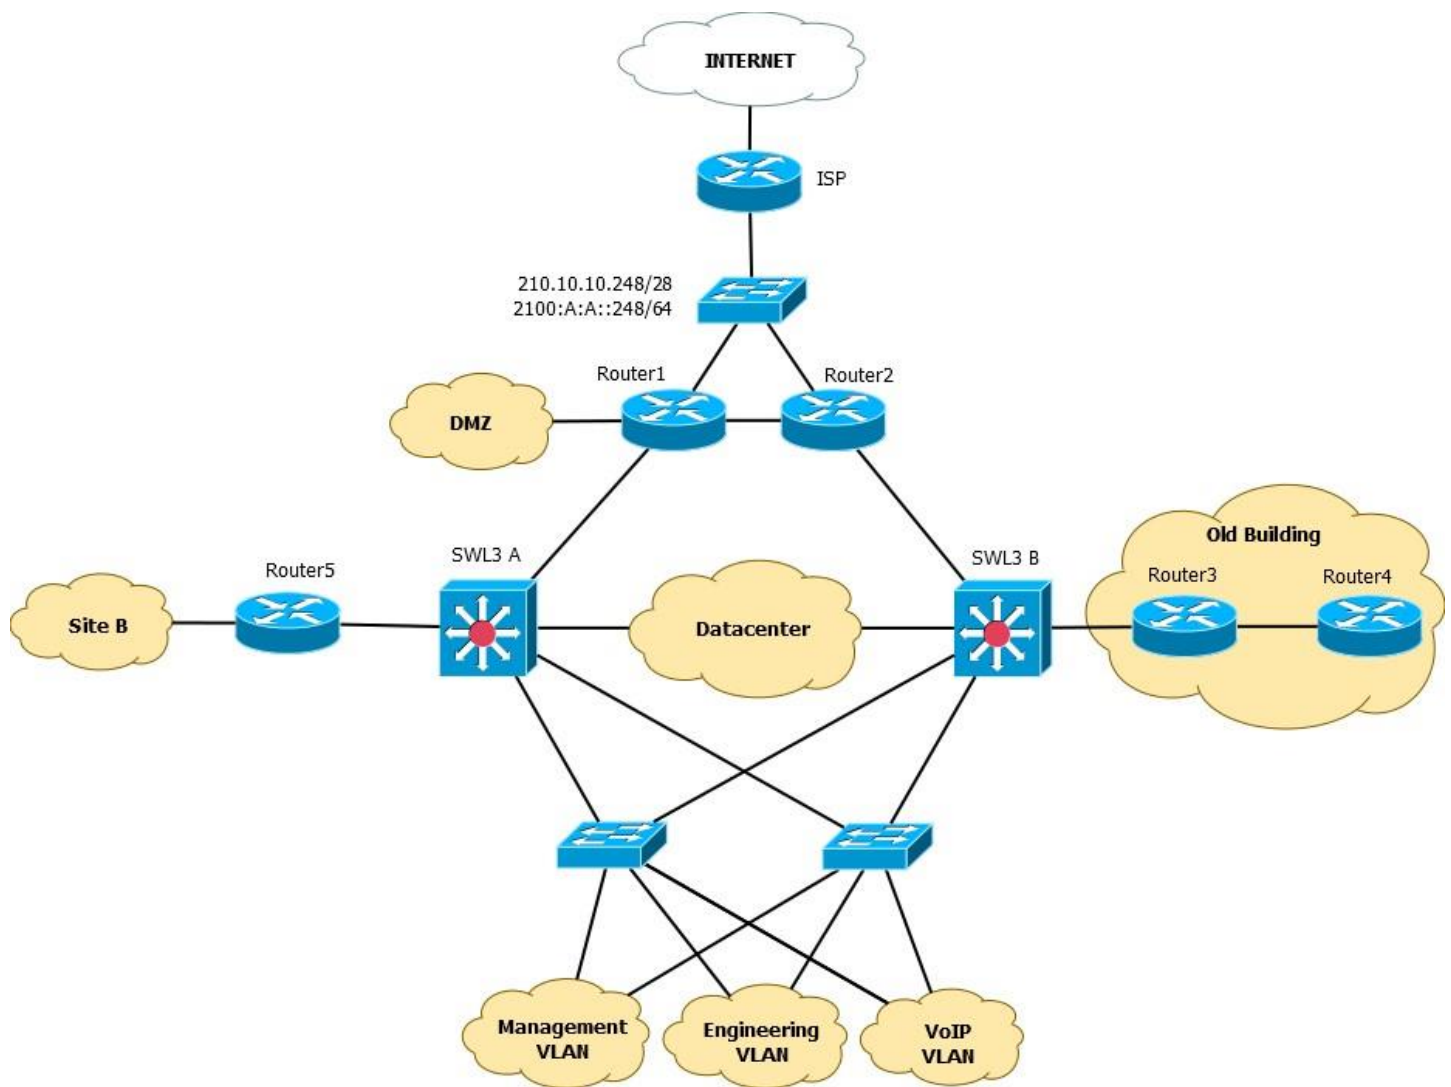 INTERNET
ISP
210.10.10.248/28
2100:A:A::248/64
Router1
Router2
DMZ
Old Building
SWL3 A
SWL3 B
Router5
Router3
Router4
Site B
Datacenter
Management
VLAN
Engineering
VLAN
VoIP
VLAN